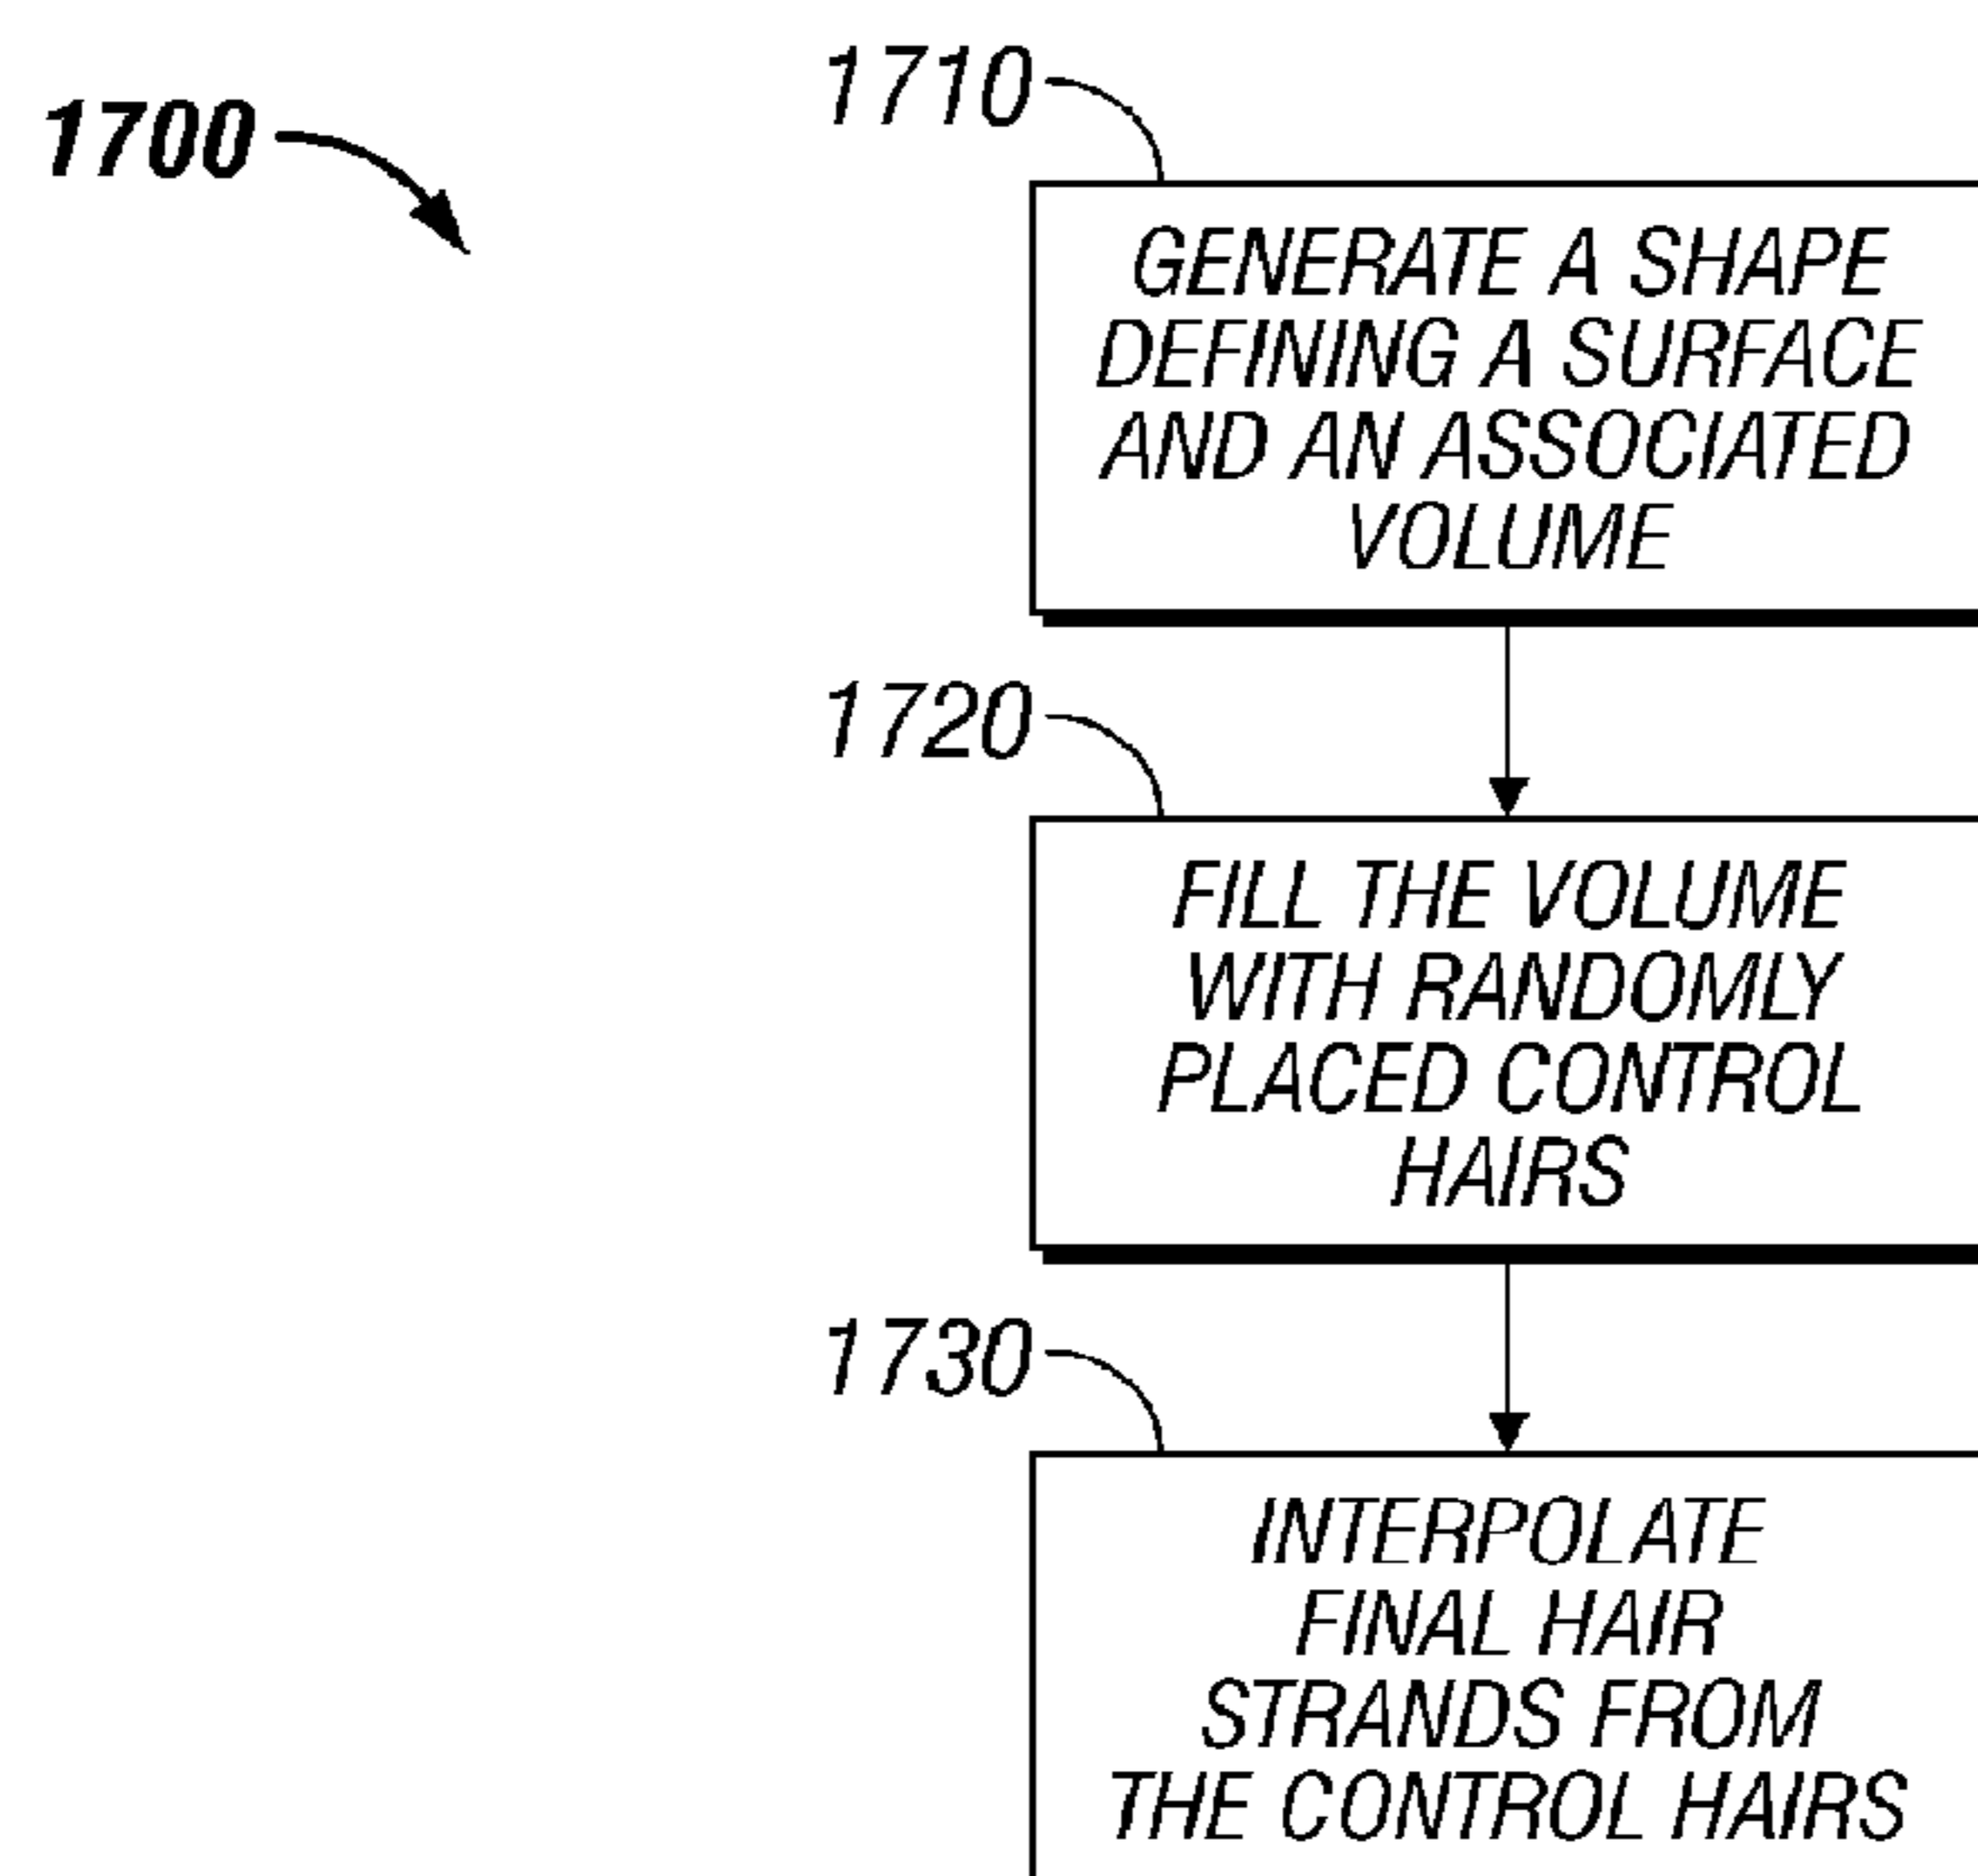 1700
1710
GENERATE A SHAPE
DEFINING A SURFACE
AND AN ASSOCIATED
VOLUME
1720
FILL THE VOLUME
WITH RANDOMLY
PLACED CONTROL
HAIRS
1730
INTERPOLATE
FINAL HAIR
STRANDS FROM
THE CONTROL HAIRS